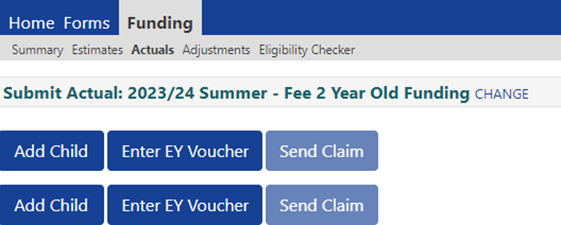 Home Forms Funding
Summary Estimates Actuals Adjustments Eligibility Checker
Submit Actual: 2023/24 Summer - Fee 2 Year Old Funding CHANGE
Add Child Enter EY Voucher Send Claim
Add Child Enter EY Voucher Send Claim